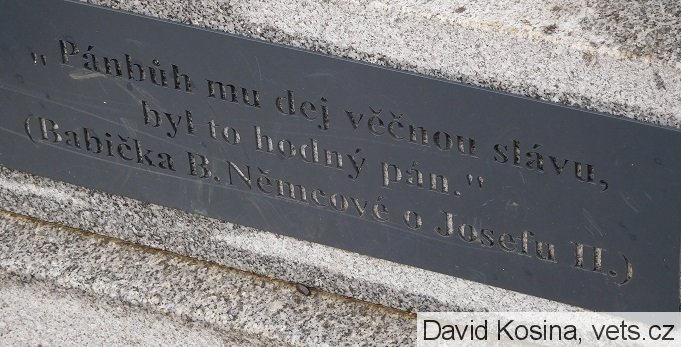 "Pánbůh mu dej věčnou slávu,
byl to hodný pán."
(Babička B. Němcové o Josefu II.)
David Kosina, vets.cz